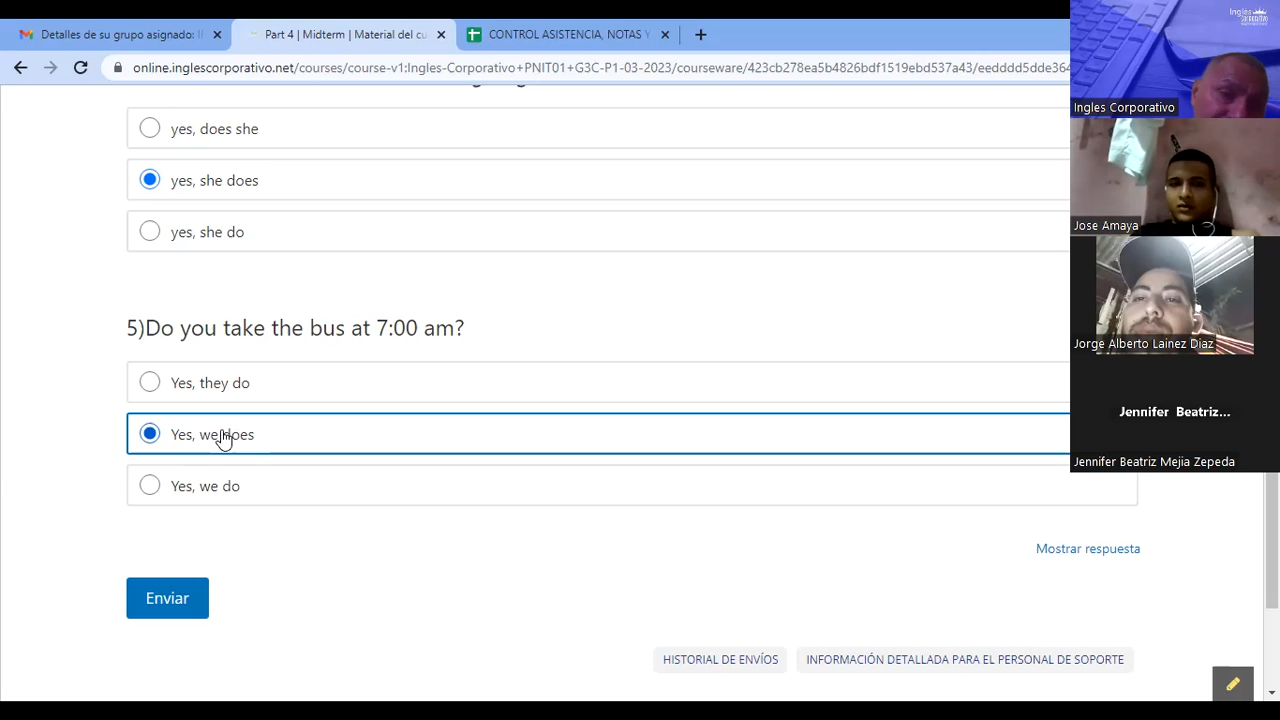 Detalles de su grupo asignado: I
Part 4 | Midterm | Material del cu
CONTROL ASISTENCIA, NOTAS Y
online.inglescorporativo.net/courses/course-v1:Ingles-Corporativo+PNIT01+G3C-P1-03-2023/courseware/423cb278ea5b4826bdf1519ebd537a43/eedddd5dde364
yes, does she
yes, she does
yes, she do
5)Do you take the bus at 7:00 am?
Yes, they do
Yes, we does
Yes, we do
Mostrar respuesta
Enviar
HISTORIAL DE ENVÍOS
INFORMACIÓN DETALLADA PARA EL PERSONAL DE SOPORTE
Ingles Corporativo
Jose Amaya
Jorge Alberto Lainez Diaz
Jennifer Beatriz...
Jennifer Beatriz Mejia Zepeda